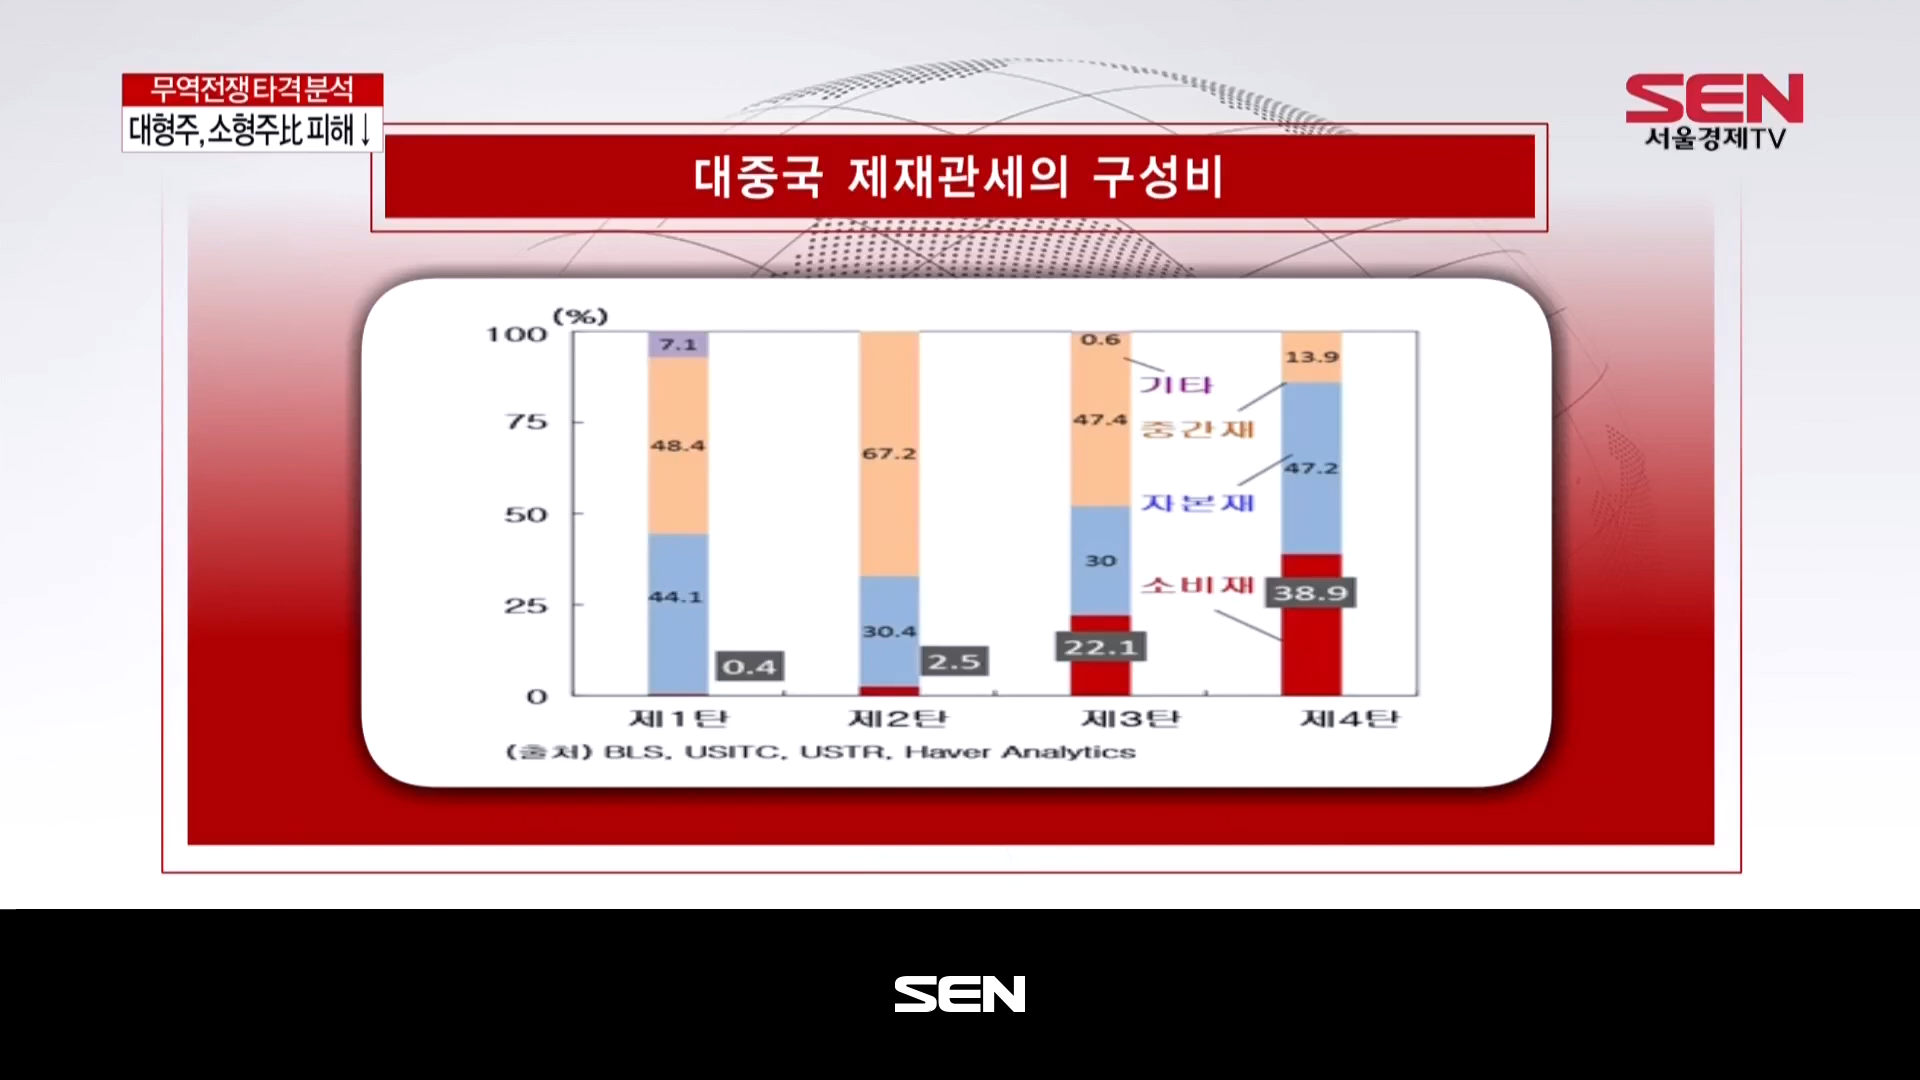 무역전쟁 타격 분석
대형주, 소형주比 피해↓
SEN
서울경제TV
대중국 제재관세의 구성비
(%)
100
75
50
25
0
7.1
48.4
44.1
0.4
67.2
30.4
2.5
0.6
47.4
30
22.1
13.9
47.2
38.9
기타
중간재
자본재
소비재
제1탄
제2탄
제3탄
제4탄
(출처) BLS, USITC, USTR, Haver Analytics
SEN